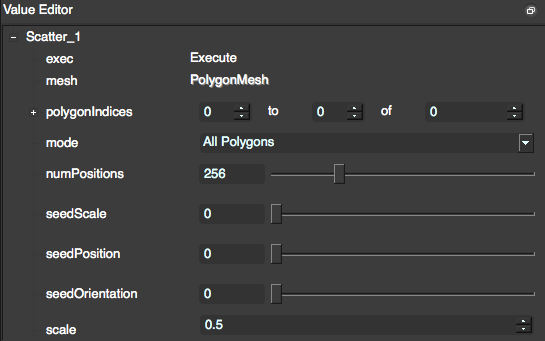 Value Editor
Scatter_1
exec Execute
mesh PolygonMesh
polygonIndices 0 to 0 of 0
mode All Polygons
numPositions 256
seedScale 0
seedPosition 0
seedOrientation 0
scale 0.5